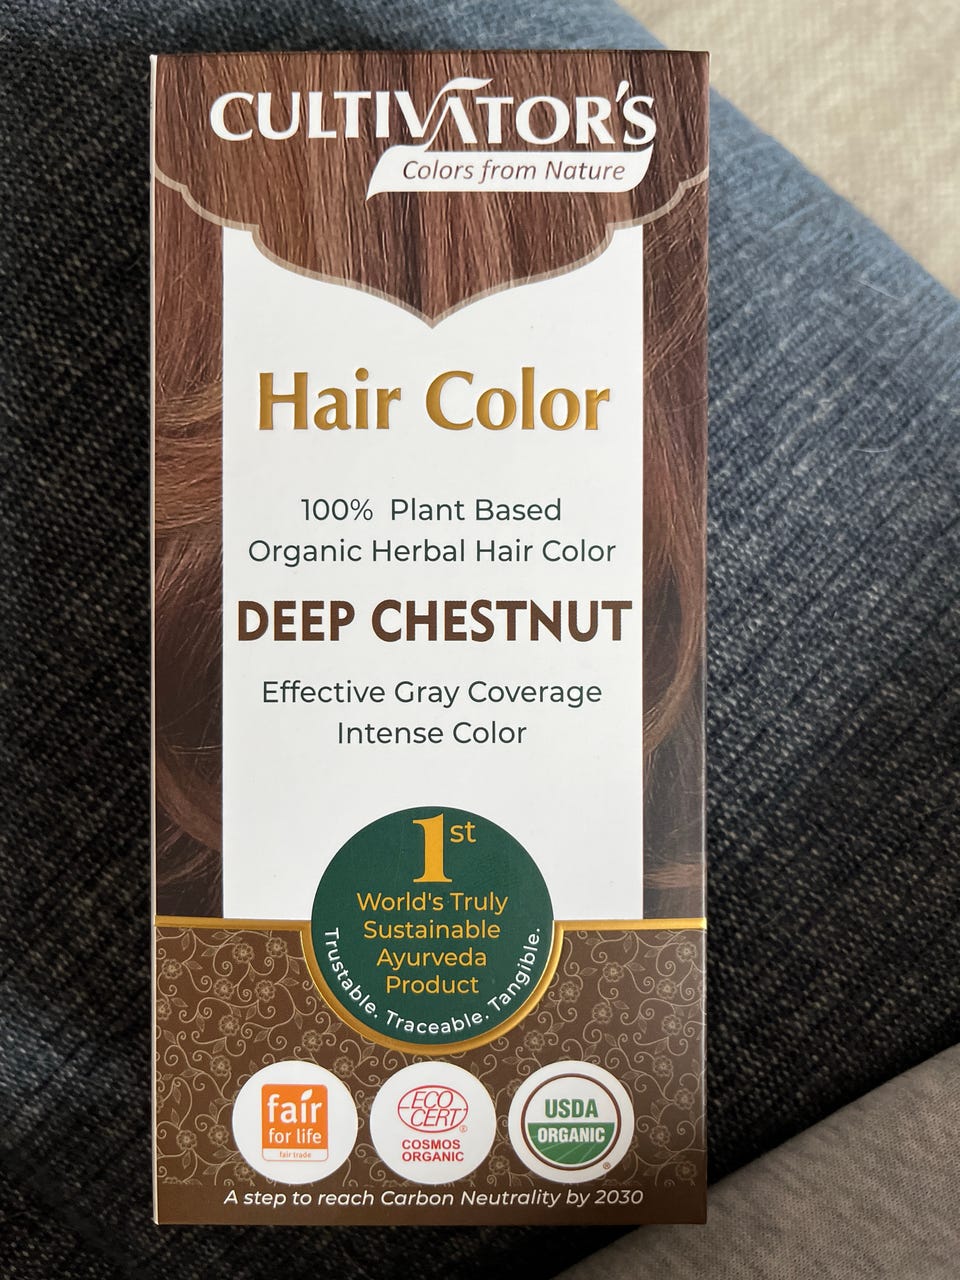 CULTIVATOR'S
Colors from Nature
Hair Color
100% Plant Based
Organic Herbal Hair Color
DEEP CHESTNUT
Effective Gray Coverage
Intense Color
1st
World's Truly
Sustainable
Ayurveda
Product
Trustable. Traceable. Tangible.
fair
for life
fair trade
ECO
CERT®
COSMOS
ORGANIC
USDA
ORGANIC
®
A step to reach Carbon Neutrality by 2030